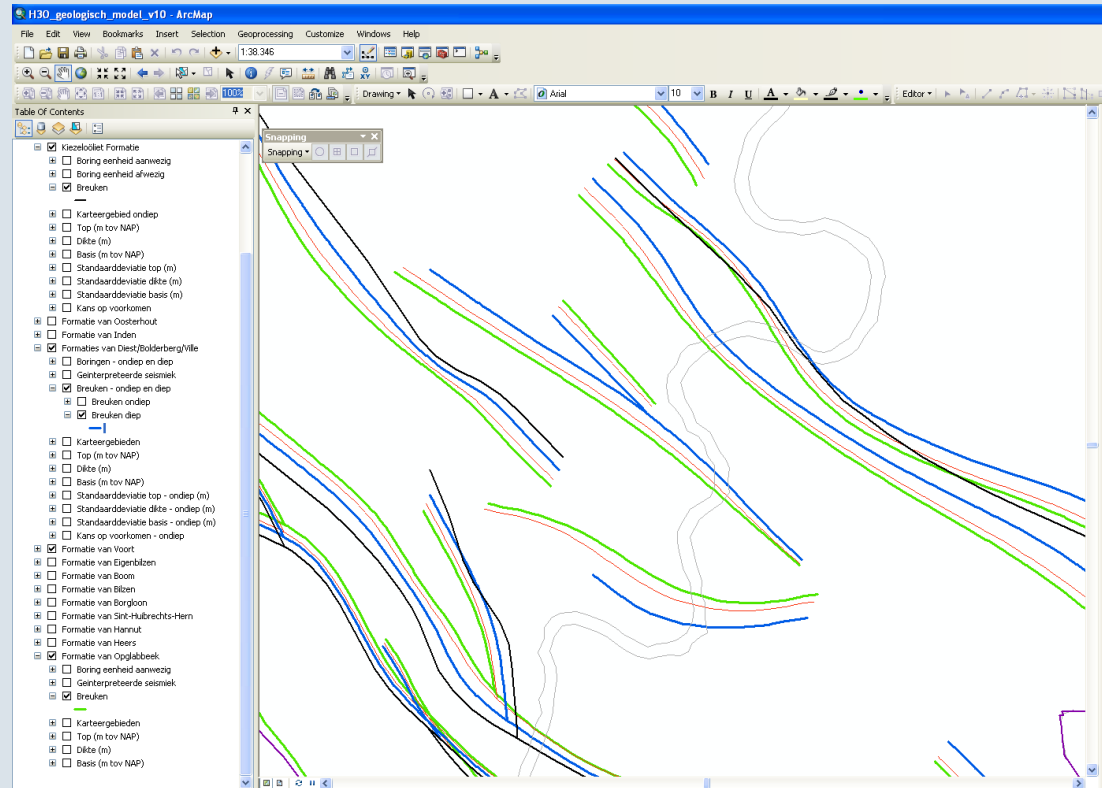 H3O_geologisch_model_v10 - ArcMap
File Edit View Bookmarks Insert Selection Geoprocessing Customize Windows Help
1:38.346
100% Drawing Arial 10 B I U A Editor
Table Of Contents
Snapping
Snapping
Kiezeloöliet Formatie
Boring eenheid aanwezig
Boring eenheid afwezig
Breuken
Karteergebied ondiep
Top (m tov NAP)
Dikte (m)
Basis (m tov NAP)
Standaarddeviatie top (m)
Standaarddeviatie dikte (m)
Standaarddeviatie basis (m)
Kans op voorkomen
Formatie van Oosterhout
Formatie van Inden
Formaties van Diest/Bolderberg/Ville
Boringen - ondiep en diep
Geinterpreteerde seismiek
Breuken - ondiep en diep
Breuken ondiep
Breuken diep
Karteergebieden
Top (m tov NAP)
Dikte (m)
Basis (m tov NAP)
Standaarddeviatie top - ondiep (m)
Standaarddeviatie dikte - ondiep (m)
Standaarddeviatie basis - ondiep (m)
Kans op voorkomen - ondiep
Formatie van Voort
Formatie van Eigenbilzen
Formatie van Boom
Formatie van Bilzen
Formatie van Borgloon
Formatie van Sint-Huibrechts-Hern
Formatie van Hannut
Formatie van Heers
Formatie van Opglabbeek
Boring eenheid aanwezig
Geinterpreteerde seismiek
Breuken
Karteergebieden
Top (m tov NAP)
Dikte (m)
Basis (m tov NAP)